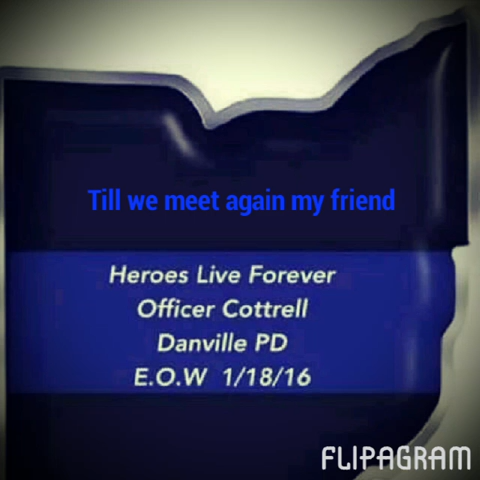 Till we meet again my friend
Heroes Live Forever
Officer Cottrell
Danville PD
E.O.W 1/18/16
FLIPAGRAM